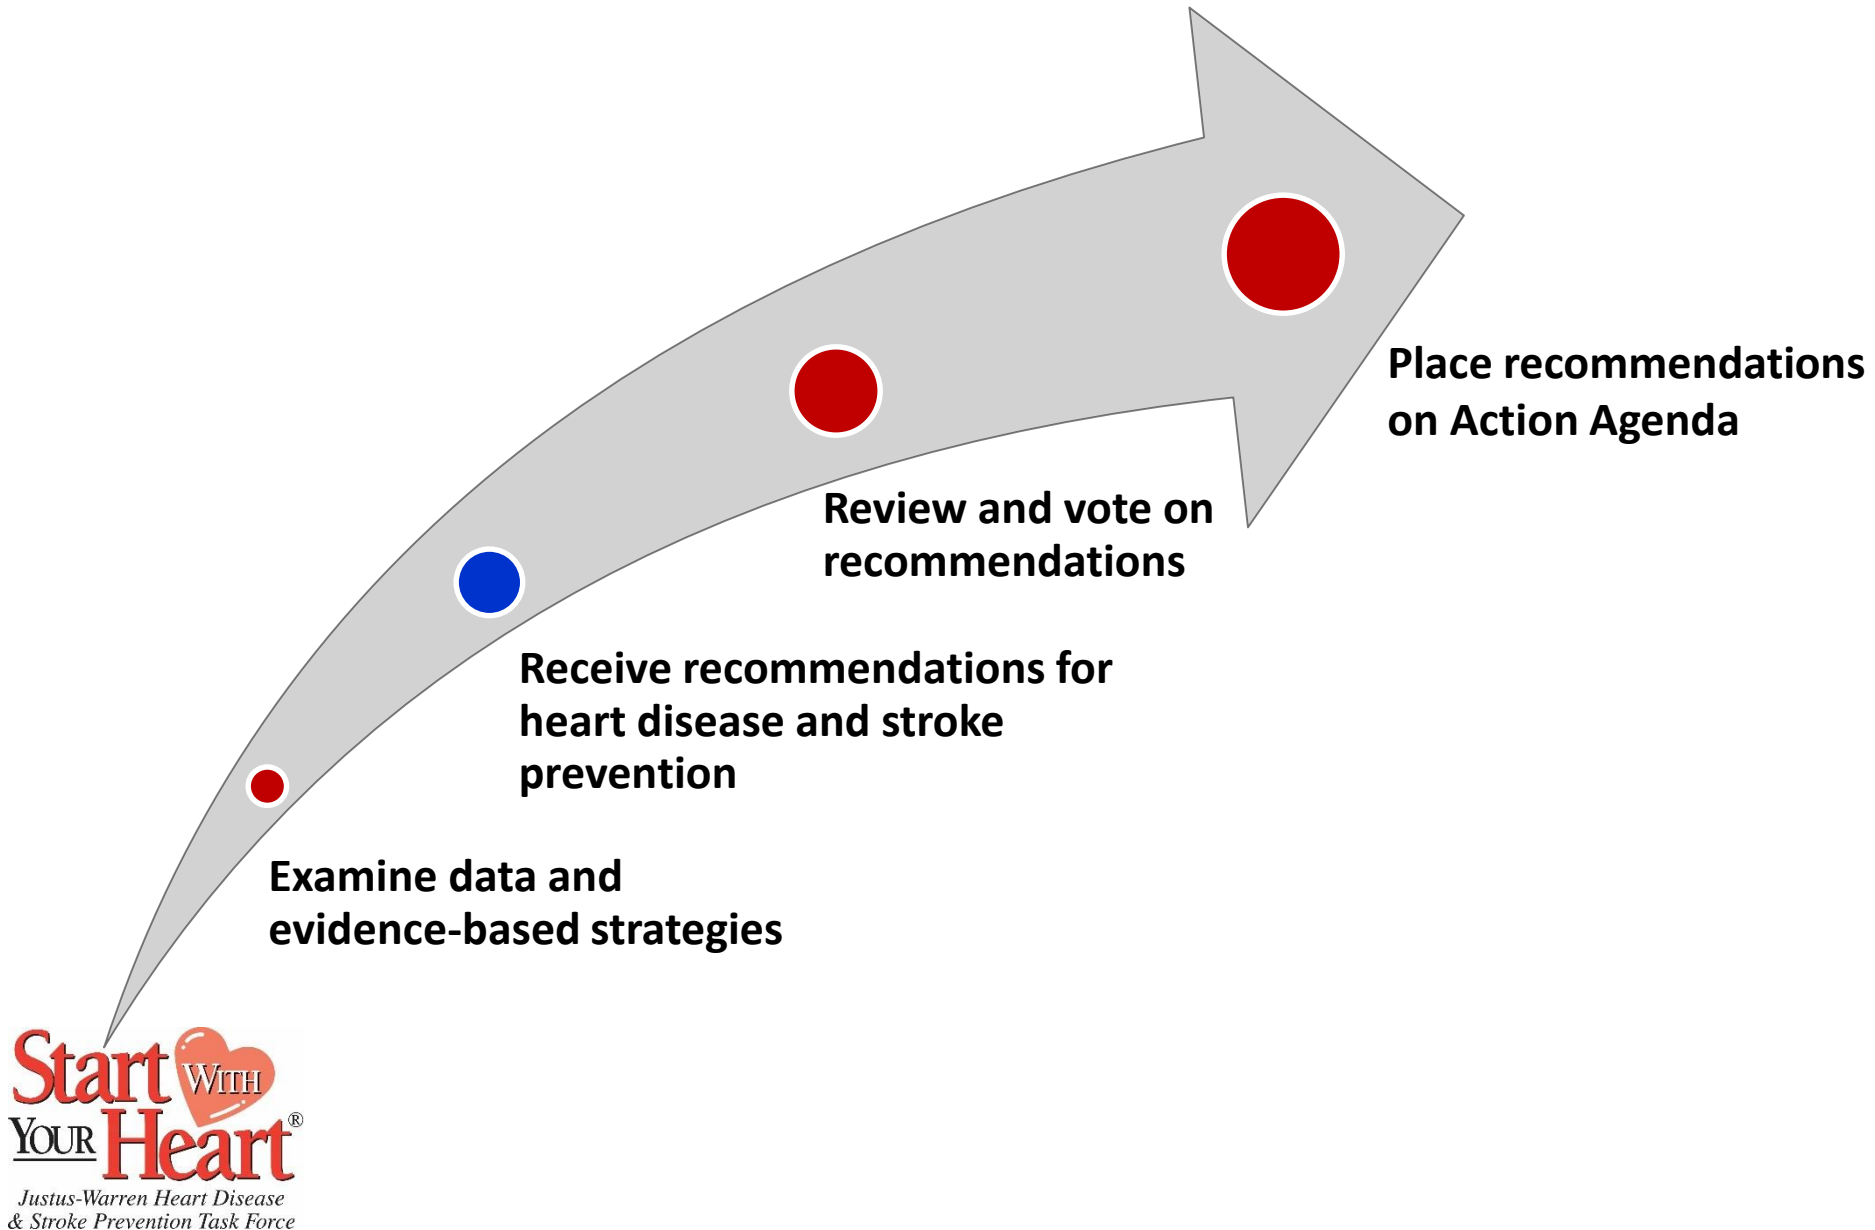 Place recommendations
on Action Agenda
Review and vote on
recommendations
Receive recommendations for
heart disease and stroke
prevention
Examine data and
evidence-based strategies
Start WITH
YOUR Heart®
Justus-Warren Heart Disease
& Stroke Prevention Task Force